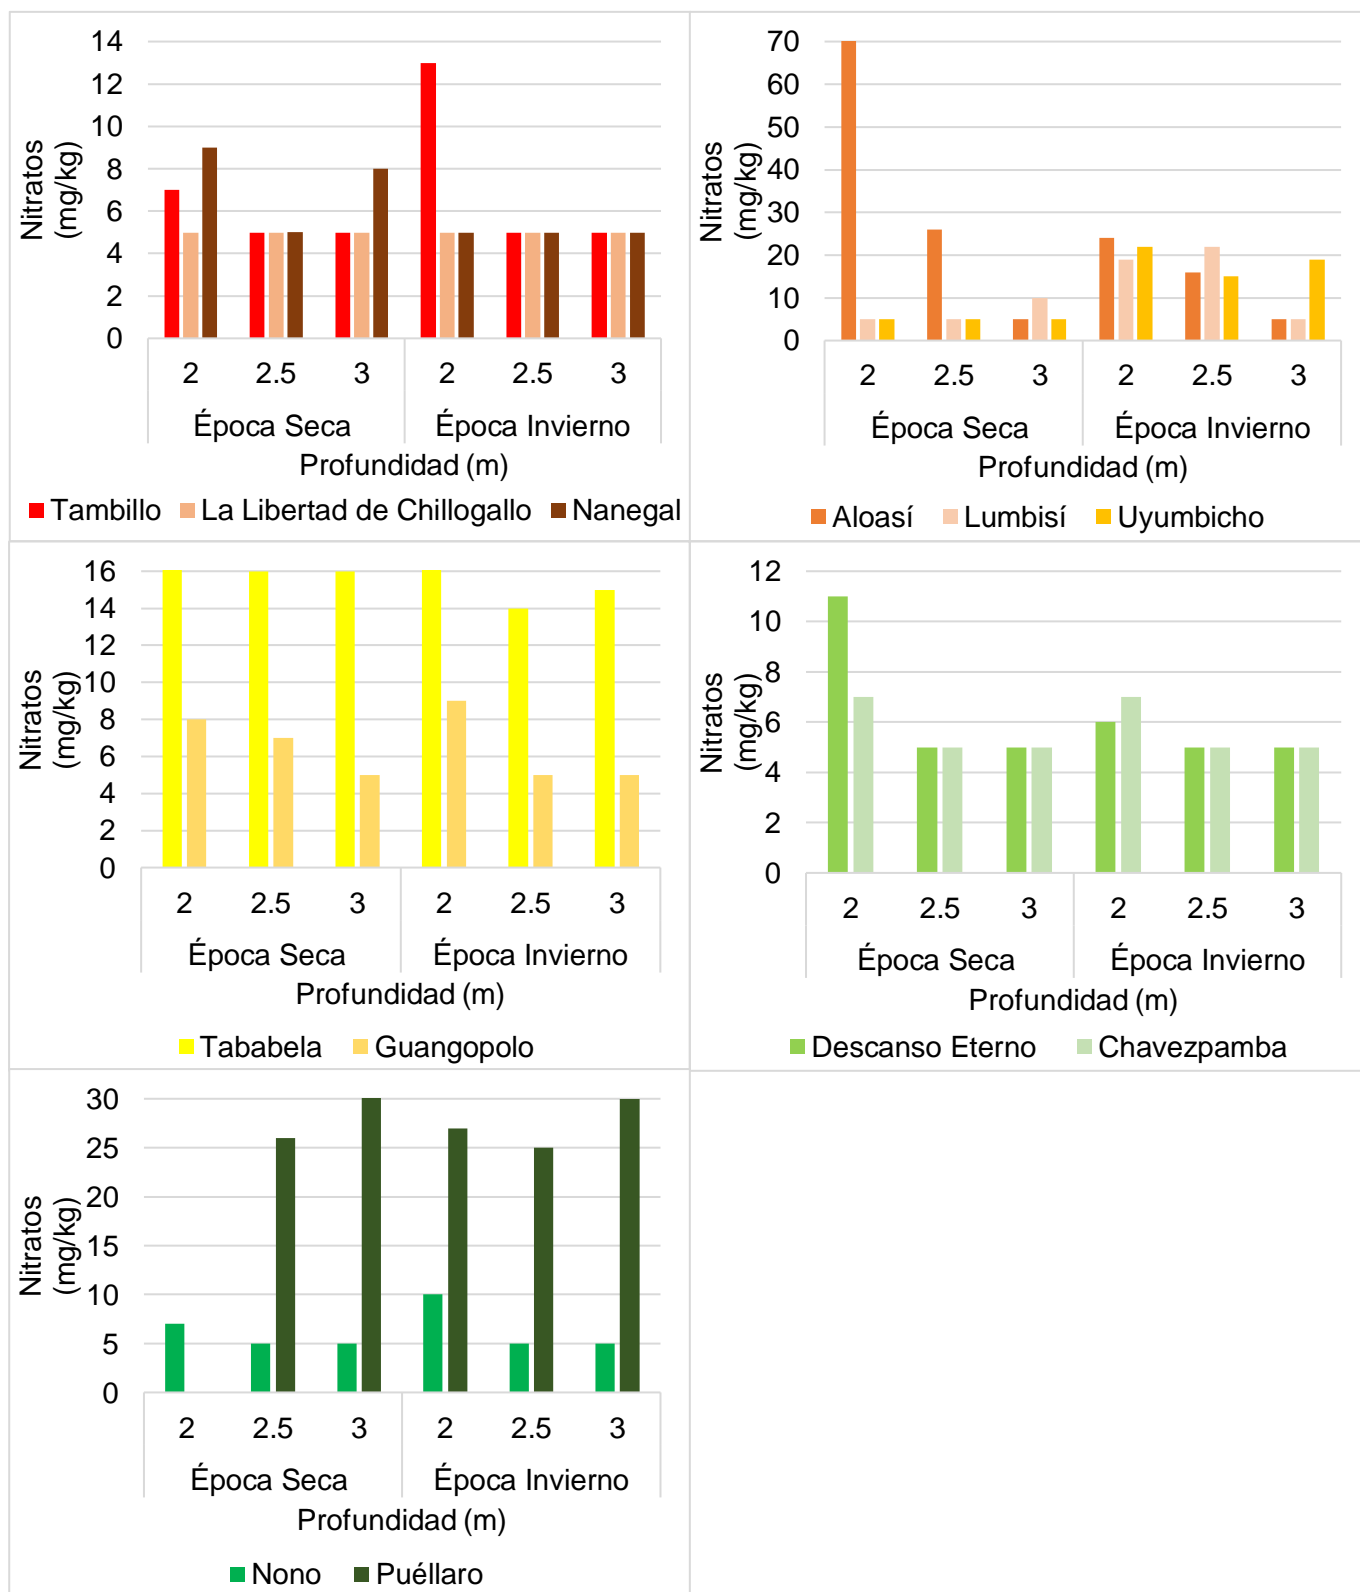 Nitratos
(mg/kg)
14
12
10
8
6
4
2
0
2 2.5 3 2 2.5 3
Época Seca Época Invierno
Profundidad (m)
Tambillo La Libertad de Chillogallo Nanegal
Nitratos
(mg/kg)
70
60
50
40
30
20
10
0
2 2.5 3 2 2.5 3
Época Seca Época Invierno
Profundidad (m)
Aloasí Lumbisí Uyumbicho
Nitratos
(mg/kg)
16
14
12
10
8
6
4
2
0
2 2.5 3 2 2.5 3
Época Seca Época Invierno
Profundidad (m)
Tababela Guangopolo
Nitratos
(mg/kg)
12
10
8
6
4
2
0
2 2.5 3 2 2.5 3
Época Seca Época Invierno
Profundidad (m)
Descanso Eterno Chavezpamba
Nitratos
(mg/kg)
30
25
20
15
10
5
0
2 2.5 3 2 2.5 3
Época Seca Época Invierno
Profundidad (m)
Nono Puéllaro